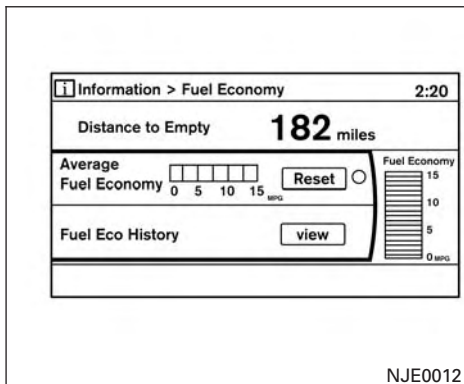 i Information > Fuel Economy 2:20
Distance to Empty 182 miles
Average
Fuel Economy
0 5 10 15 MPG
Reset
Fuel Eco History
view
Fuel Economy
15
10
5
0 MPG
NJE0012